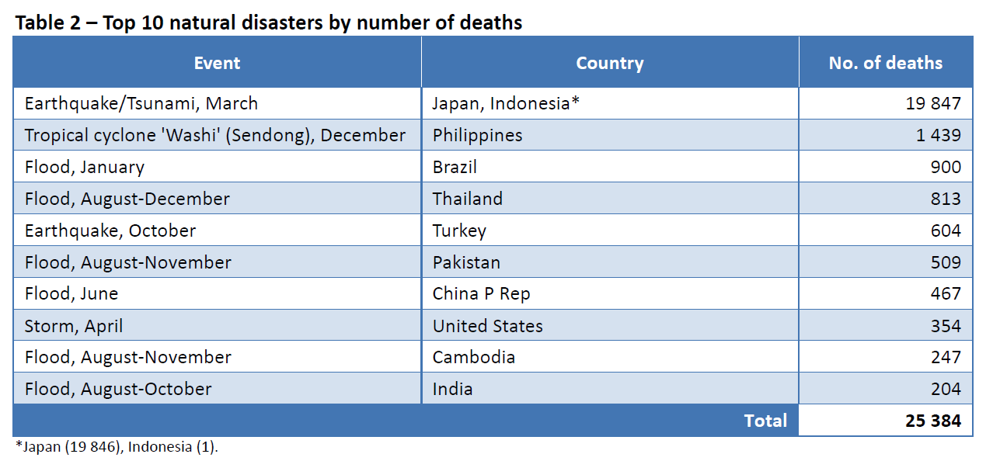 Table 2 – Top 10 natural disasters by number of deaths
Event Country No. of deaths
Earthquake/Tsunami, March Japan, Indonesia* 19 847
Tropical cyclone 'Washi' (Sendong), December Philippines 1 439
Flood, January Brazil 900
Flood, August-December Thailand 813
Earthquake, October Turkey 604
Flood, August-November Pakistan 509
Flood, June China P Rep 467
Storm, April United States 354
Flood, August-November Cambodia 247
Flood, August-October India 204
Total 25 384
*Japan (19 846), Indonesia (1).